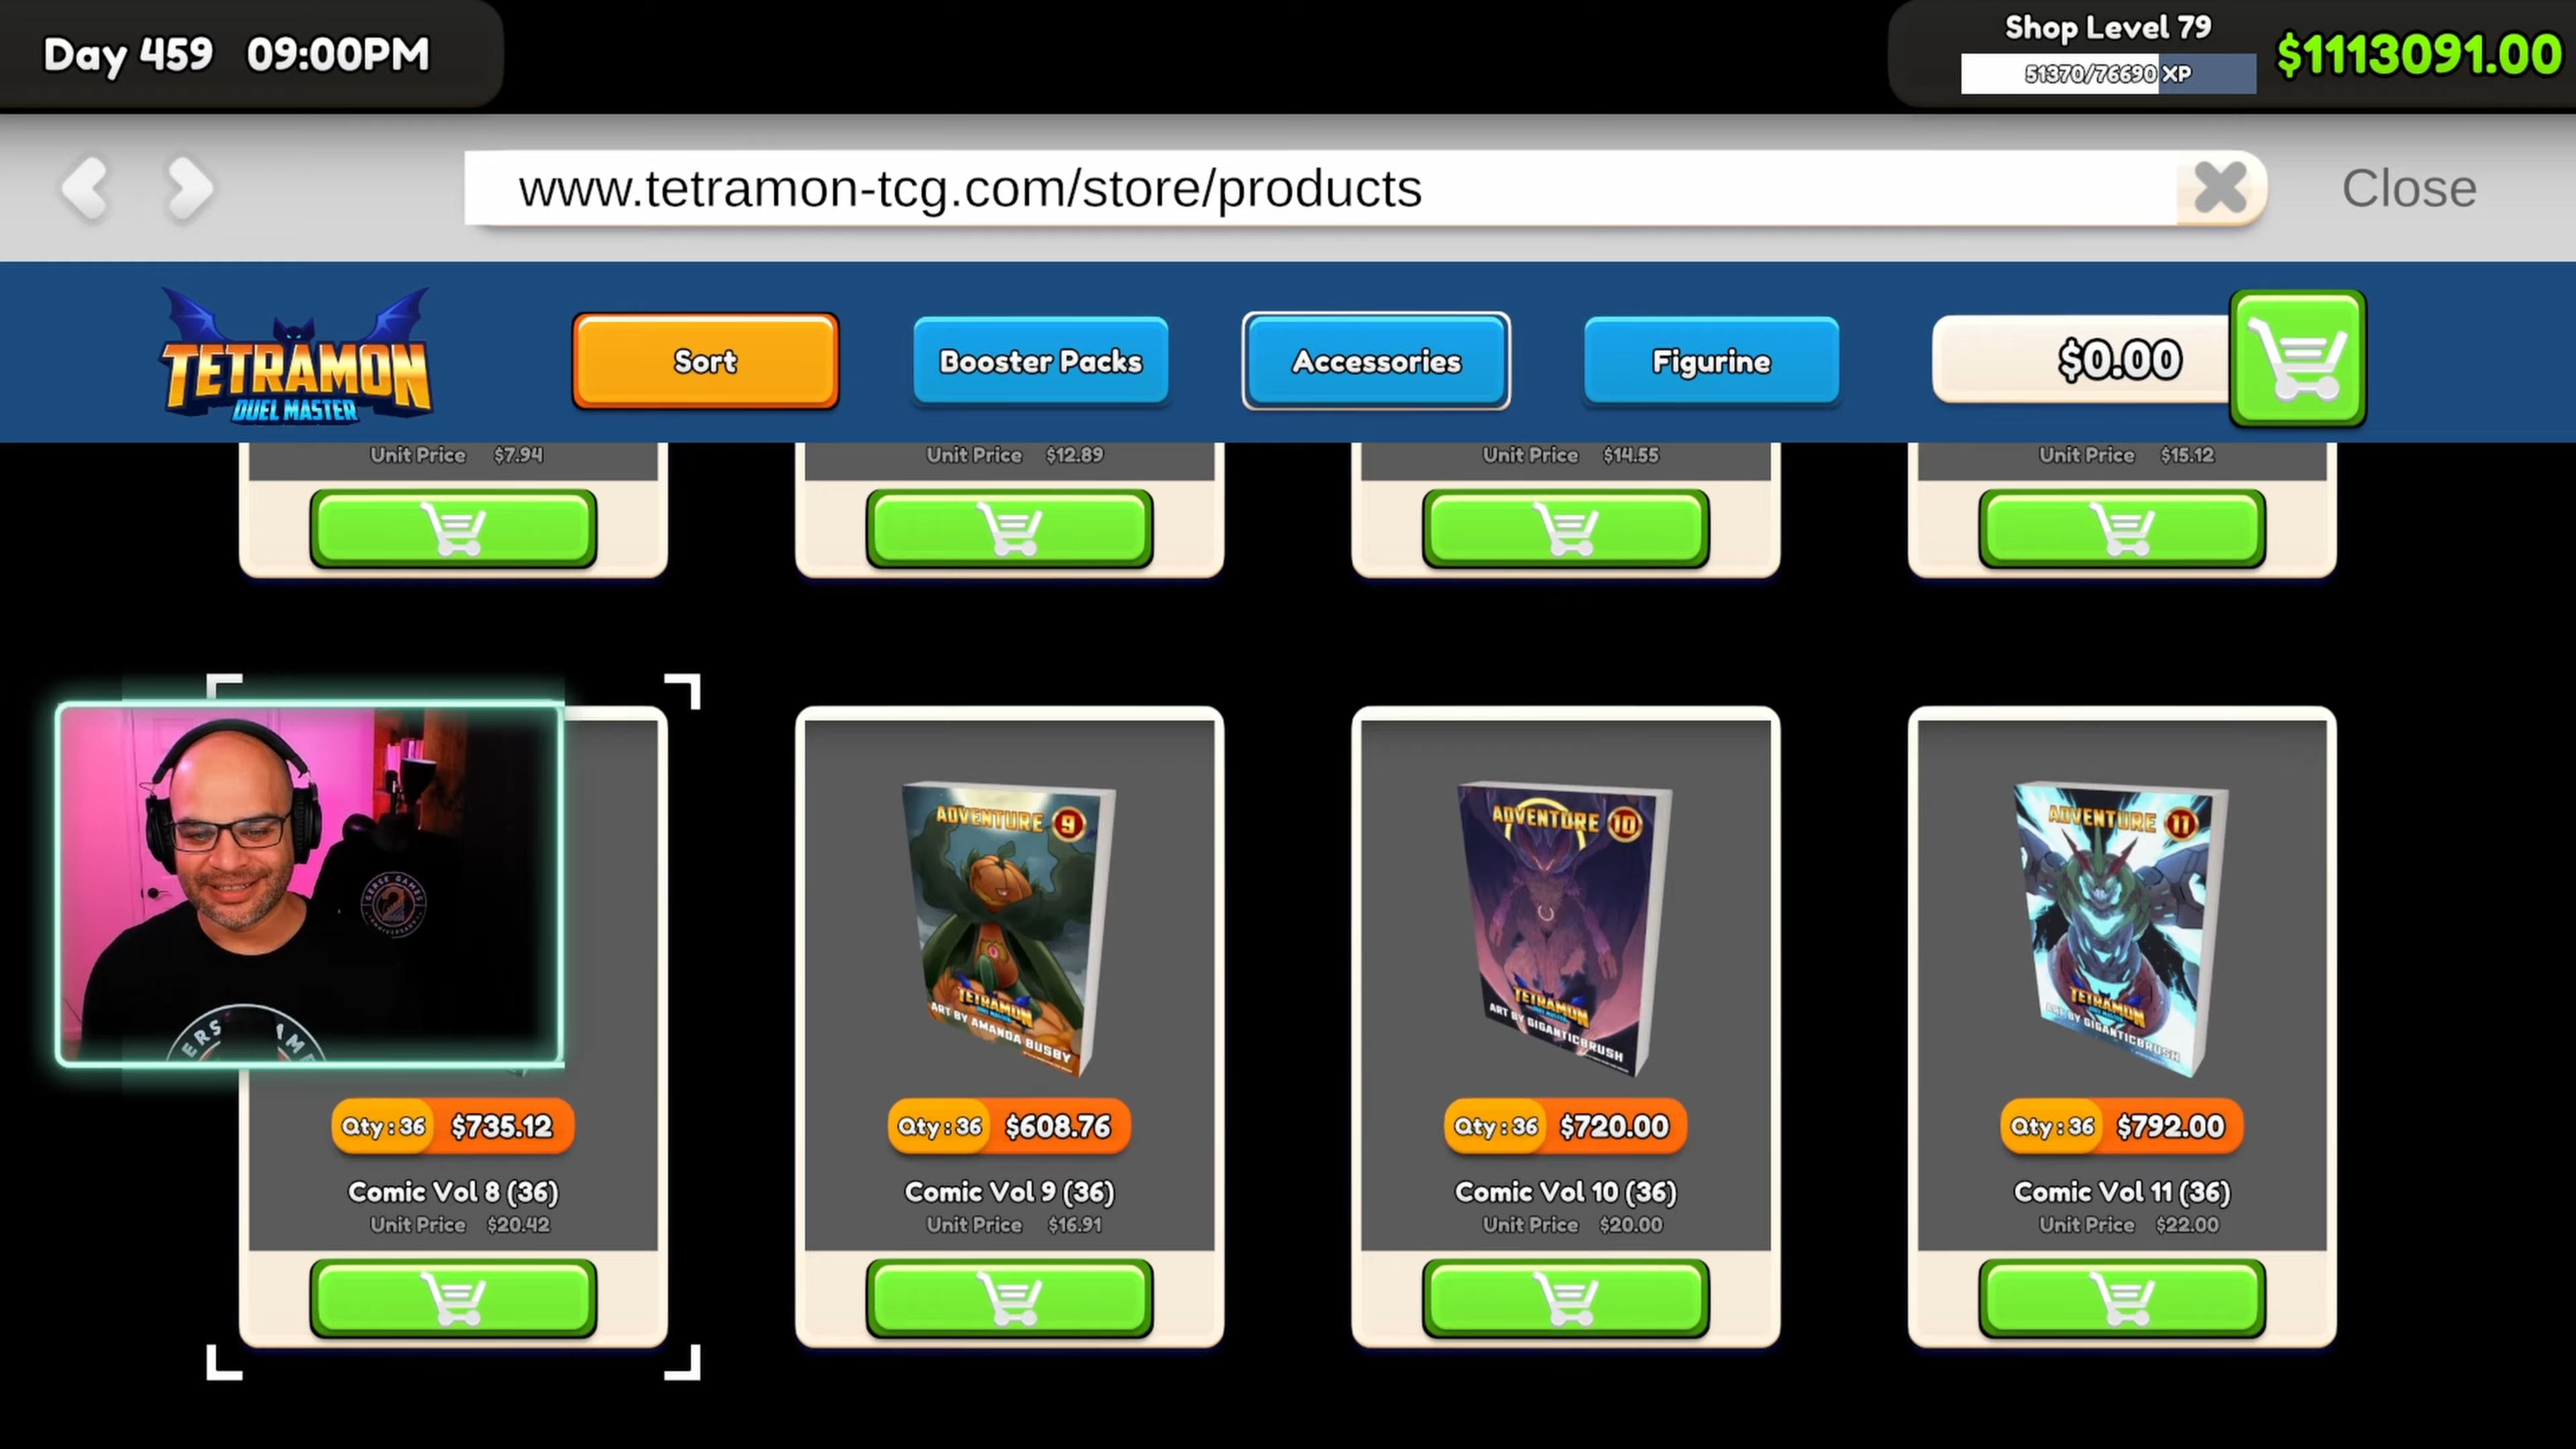 Day 459 09:00PM
Shop Level 79
51370/76690 XP
$1113091.00
www.tetramon-tcg.com/store/products
Close
TETRAMON
DUEL MASTER
Sort
Booster Packs
Accessories
Figurine
$0.00
Unit Price $7.94
Unit Price $12.89
Unit Price $14.55
Unit Price $15.12
ADVENTURE 9
TETRAMON
ART BY AMANDA BUSBY
ADVENTURE 10
TETRAMON
ART BY GIGANTICBRUSH
ADVENTURE 11
TETRAMON
ART BY GIGANTICBRUSH
Qty : 36 $735.12
Comic Vol 8 (36)
Unit Price $20.42
Qty : 36 $608.76
Comic Vol 9 (36)
Unit Price $16.91
Qty : 36 $720.00
Comic Vol 10 (36)
Unit Price $20.00
Qty : 36 $792.00
Comic Vol 11 (36)
Unit Price $22.00